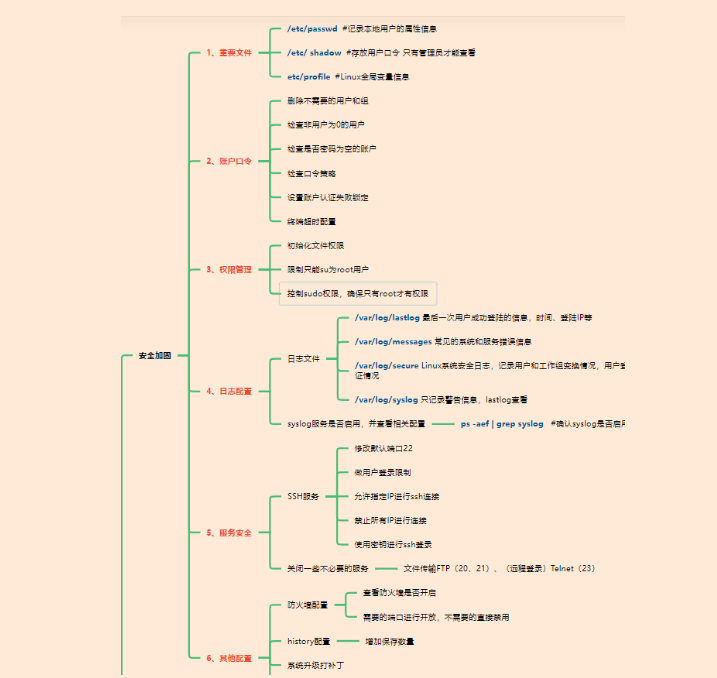 /etc/passwd #记录本地用户的属性信息
1、重要文件
/etc/ shadow #存放用户口令 只有管理员才能查看
etc/profile #Linux全局变量信息
删除不需要的用户和组
检查非用户为0的用户
检查是否密码为空的账户
2、账户口令
检查口令策略
设置账户认证失败锁定
终端超时配置
初始化文件权限
3、权限管理
限制只能su为root用户
控制sudo权限，确保只有root才有权限
安全加固
4、日志配置
日志文件
/var/log/lastlog 最后一次用户成功登陆的信息，时间、登陆IP等
/var/log/messages 常见的系统和服务错误信息
/var/log/secure Linux系统安全日志，记录用户和工作组变换情况，用户登
证情况
/var/log/syslog 只记录警告信息，lastlog查看
syslog服务是否启用，并查看相关配置
ps -aef | grep syslog #确认syslog是否启用
5、服务安全
SSH服务
修改默认端口22
做用户登录限制
允许指定IP进行ssh连接
禁止所有IP进行连接
使用密钥进行ssh登录
关闭一些不必要的服务
文件传输FTP（20、21）、（远程登录）Telnet（23）
6、其他配置
防火墙配置
查看防火墙是否开启
需要的端口进行开放，不需要的直接禁用
history配置
增加保存数量
系统升级打补丁